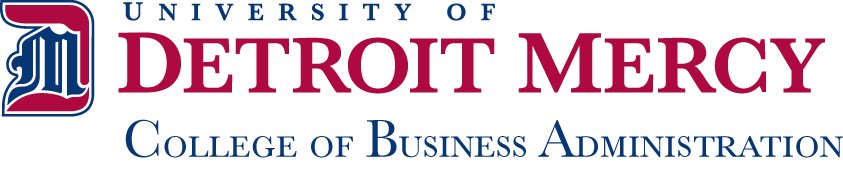 UNIVERSITY OF
DETROIT MERCY
COLLEGE OF BUSINESS ADMINISTRATION